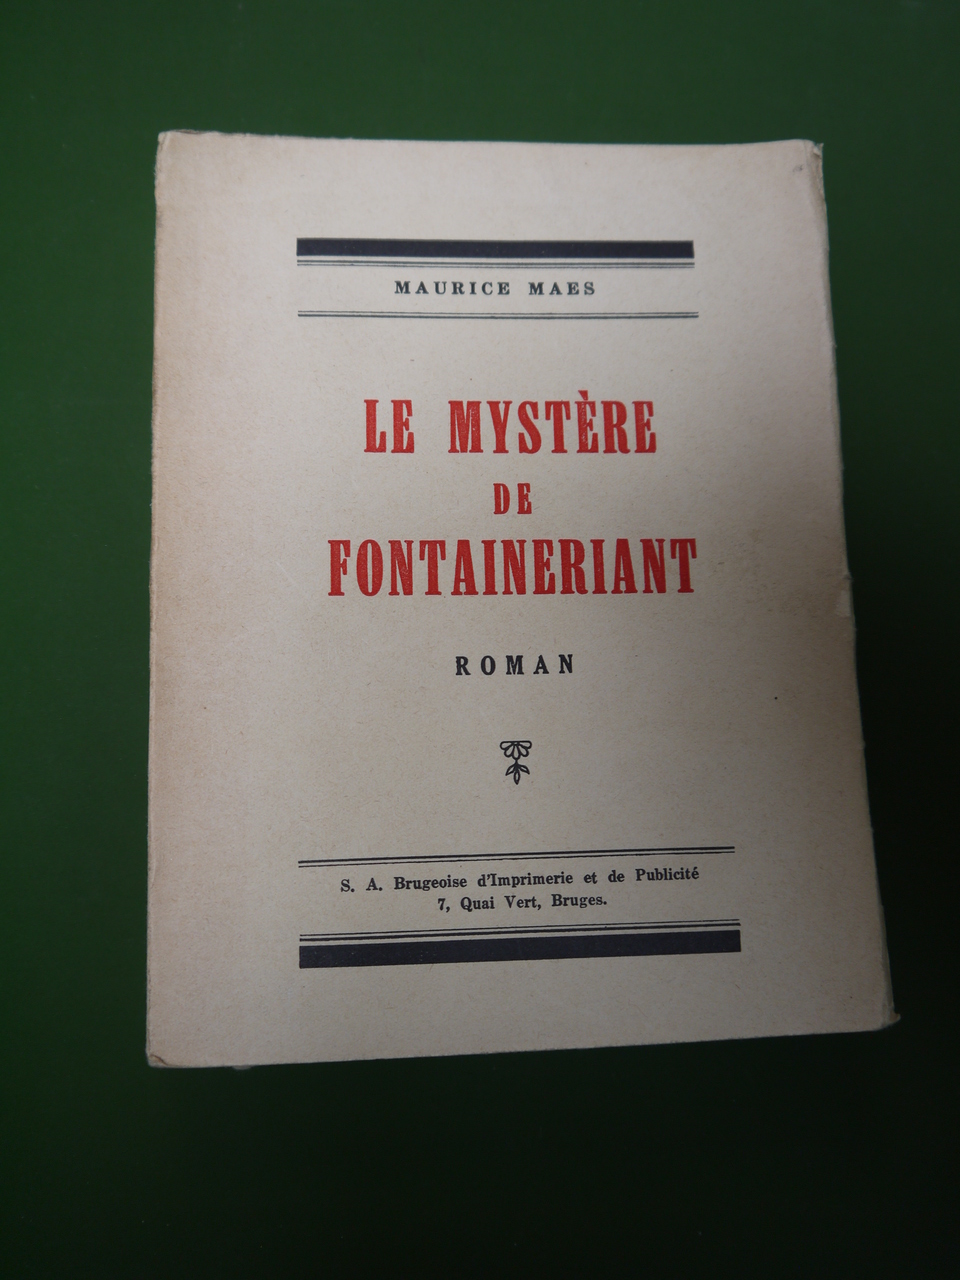 MAURICE MAES
LE MYSTÈRE
DE
FONTAINERIANT
ROMAN
S. A. Brugeoise d'Imprimerie et de Publicité
7, Quai Vert, Bruges.